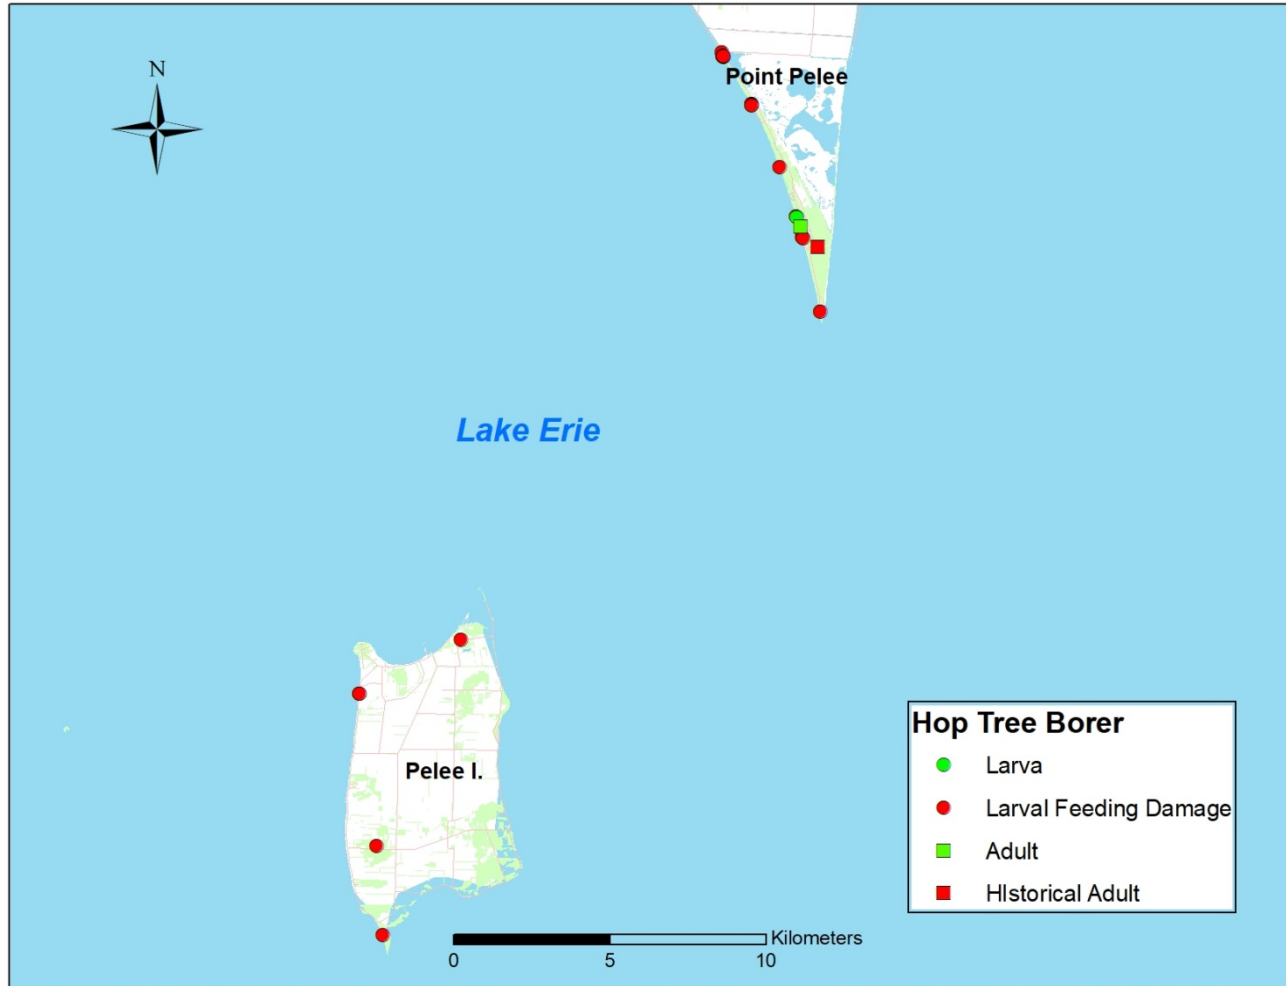 N
Point Pelee
Lake Erie
Pelee I.
Hop Tree Borer
Larva
Larval Feeding Damage
Adult
HIstorical Adult
Kilometers
0 5 10